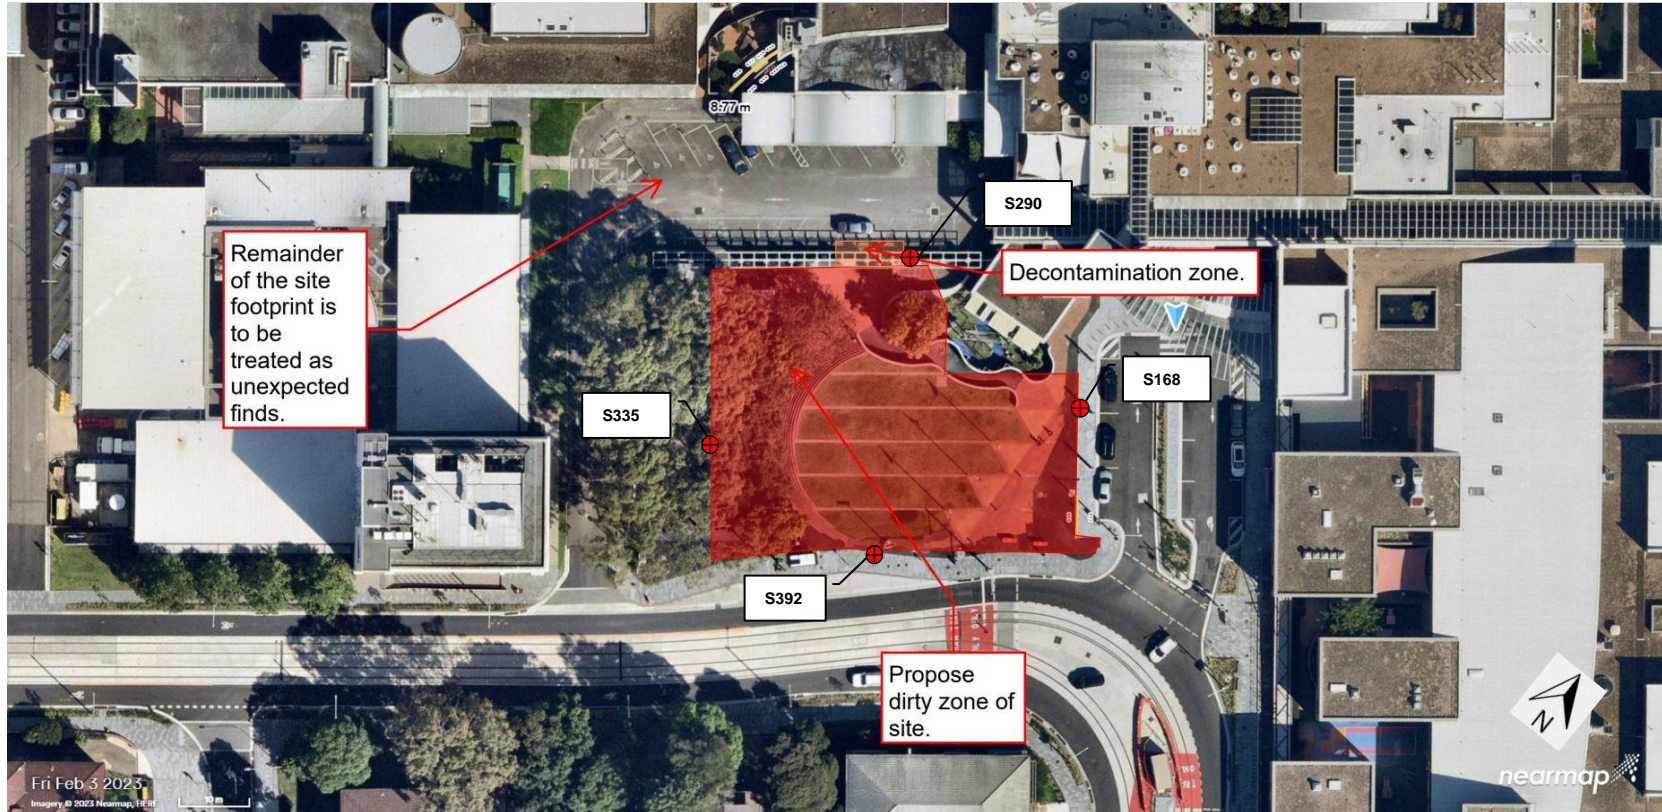 8.77 m
S290
Remainder
of the site
footprint is
to be
treated as
unexpected
finds.
Decontamination zone.
S168
S335
S392
Propose
dirty zone of
site.
N
Fri Feb 3 2023
Imagery © 2023 Nearmap, HERE
10 m
nearmap